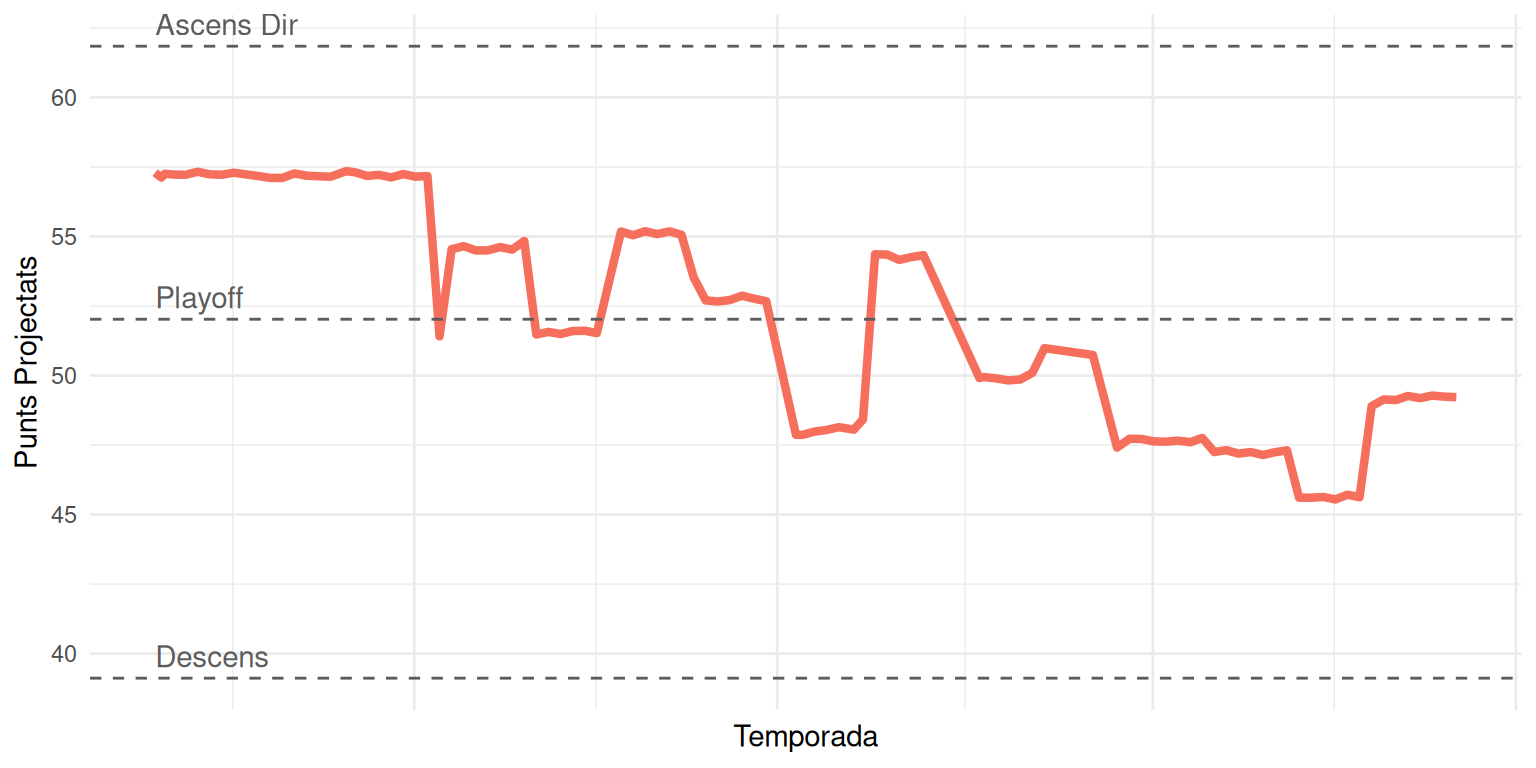 Ascens Dir
60
55
Playoff
50
45
Descens
40
Punts Projectats
Temporada